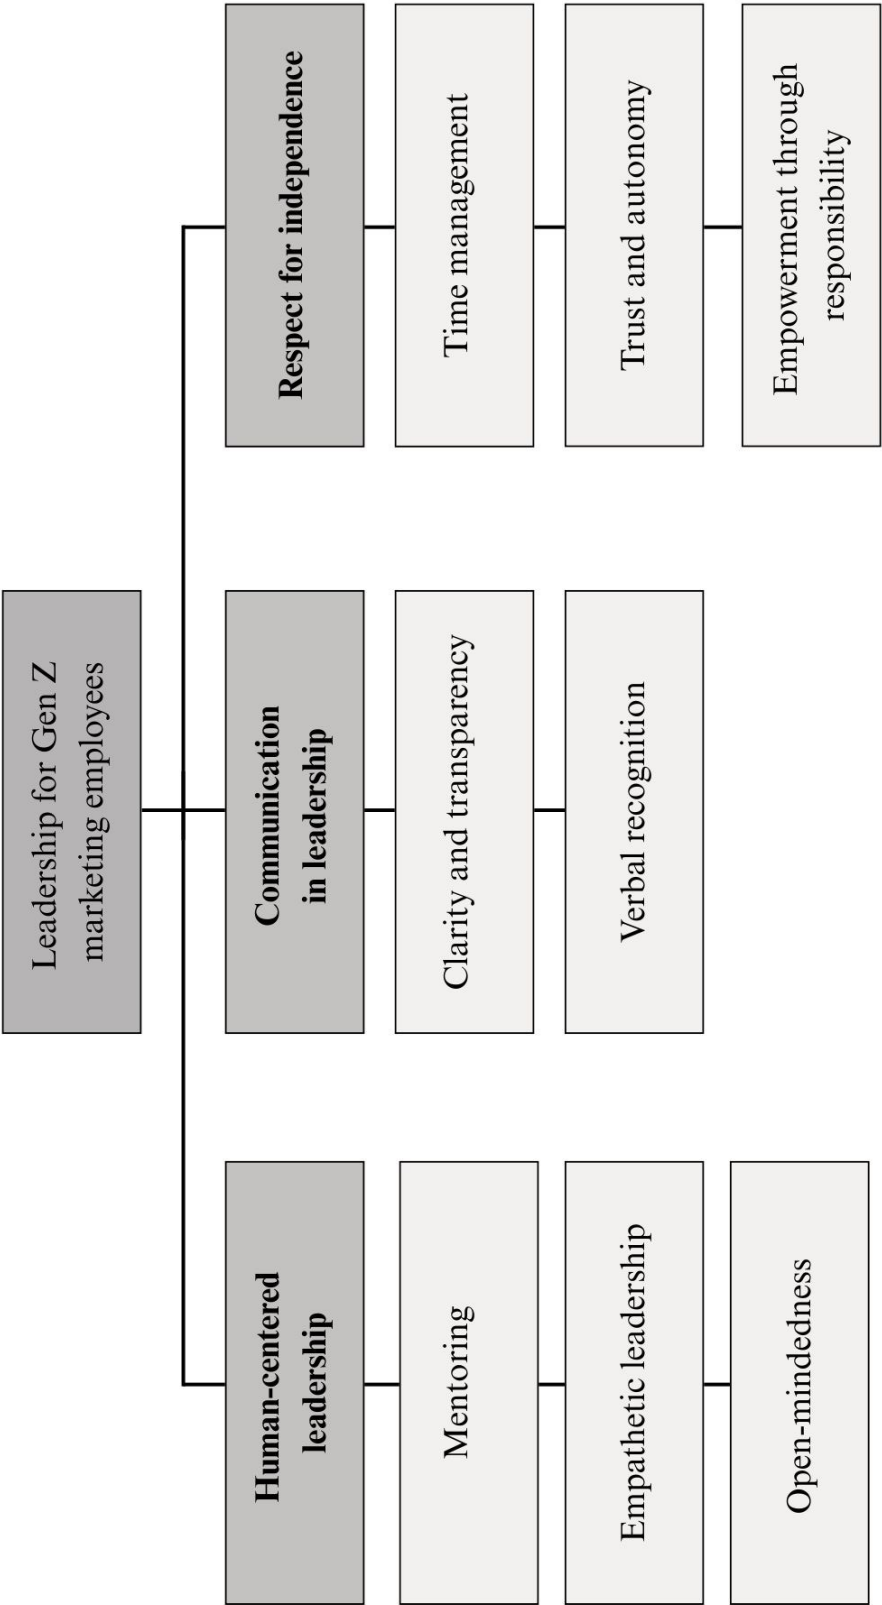 Leadership for Gen Z
marketing employees
Human-centered
leadership
Mentoring
Empathetic leadership
Open-mindedness
Communication
in leadership
Clarity and transparency
Verbal recognition
Respect for independence
Time management
Trust and autonomy
Empowerment through
responsibility